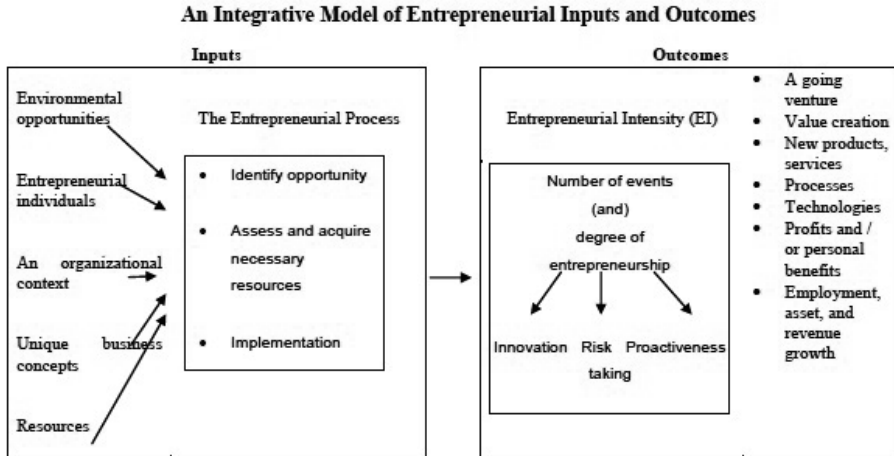 An Integrative Model of Entrepreneurial Inputs and Outcomes
Inputs
Environmental
opportunities
Entrepreneurial
individuals
An organizational
context
Unique business
concepts
Resources
The Entrepreneurial Process
• Identify opportunity
• Assess and acquire
necessary
resources
• Implementation
Outcomes
Entrepreneurial Intensity (EI)
Number of events
(and)
degree of
entrepreneurship
Innovation Risk Proactiveness
taking
• A going
venture
• Value creation
• New products,
services
• Processes
• Technologies
• Profits and /
or personal
benefits
• Employment,
asset, and
revenue
growth